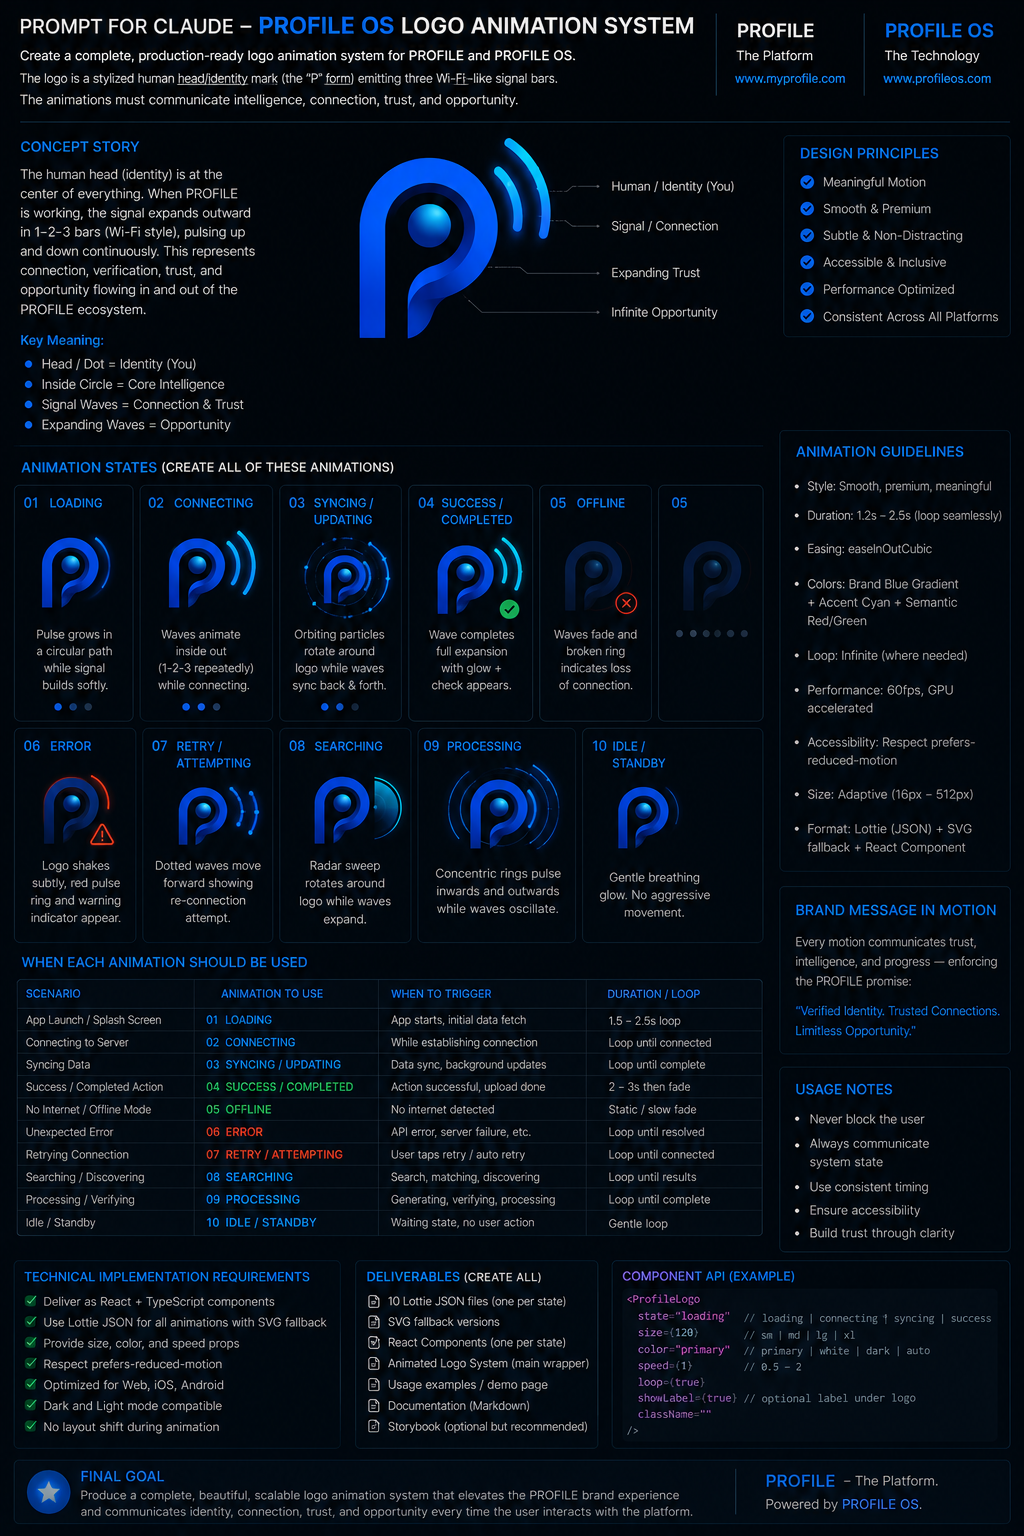 PROMPT FOR CLAUDE – PROFILE OS LOGO ANIMATION SYSTEM
Create a complete, production-ready logo animation system for PROFILE and PROFILE OS.
The logo is a stylized human head/identity mark (the "P" form) emitting three Wi-Fi-like signal bars.
The animations must communicate intelligence, connection, trust, and opportunity.
PROFILE
The Platform
www.myprofile.com
PROFILE OS
The Technology
www.profileos.com
CONCEPT STORY
The human head (identity) is at the
center of everything. When PROFILE
is working, the signal expands outward
in 1–2–3 bars (Wi-Fi style), pulsing up
and down continuously. This represents
connection, verification, trust, and
opportunity flowing in and out of the
PROFILE ecosystem.
Key Meaning:
Head / Dot = Identity (You)
Inside Circle = Core Intelligence
Signal Waves = Connection & Trust
Expanding Waves = Opportunity
Human / Identity (You)
Signal / Connection
Expanding Trust
Infinite Opportunity
DESIGN PRINCIPLES
Meaningful Motion
Smooth & Premium
Subtle & Non-Distracting
Accessible & Inclusive
Performance Optimized
Consistent Across All Platforms
ANIMATION STATES (CREATE ALL OF THESE ANIMATIONS)
01 LOADING
Pulse grows in
a circular path
while signal
builds softly.
02 CONNECTING
Waves animate
inside out
(1-2-3 repeatedly)
while connecting.
03 SYNCING /
UPDATING
Orbiting particles
rotate around
logo while waves
sync back & forth.
04 SUCCESS /
COMPLETED
Wave completes
full expansion
with glow +
check appears.
05 OFFLINE
Waves fade and
broken ring
indicates loss
of connection.
05
06 ERROR
Logo shakes
subtly, red pulse
ring and warning
indicator appear.
07 RETRY /
ATTEMPTING
Dotted waves move
forward showing
re-connection
attempt.
08 SEARCHING
Radar sweep
rotates around
logo while waves
expand.
09 PROCESSING
Concentric rings pulse
inwards and outwards
while waves oscillate.
10 IDLE /
STANDBY
Gentle breathing
glow. No aggressive
movement.
ANIMATION GUIDELINES
• Style: Smooth, premium, meaningful
• Duration: 1.2s – 2.5s (loop seamlessly)
• Easing: easeInOutCubic
• Colors: Brand Blue Gradient
+ Accent Cyan + Semantic
Red/Green
• Loop: Infinite (where needed)
• Performance: 60fps, GPU
accelerated
• Accessibility: Respect prefers-
reduced-motion
• Size: Adaptive (16px – 512px)
• Format: Lottie (JSON) + SVG
fallback + React Component
BRAND MESSAGE IN MOTION
Every motion communicates trust,
intelligence, and progress — enforcing
the PROFILE promise:
"Verified Identity. Trusted Connections.
Limitless Opportunity."
WHEN EACH ANIMATION SHOULD BE USED
SCENARIO ANIMATION TO USE WHEN TO TRIGGER DURATION / LOOP
App Launch / Splash Screen 01 LOADING App starts, initial data fetch 1.5 – 2.5s loop
Connecting to Server 02 CONNECTING While establishing connection Loop until connected
Syncing Data 03 SYNCING / UPDATING Data sync, background updates Loop until complete
Success / Completed Action 04 SUCCESS / COMPLETED Action successful, upload done 2 – 3s then fade
No Internet / Offline Mode 05 OFFLINE No internet detected Static / slow fade
Unexpected Error 06 ERROR API error, server failure, etc. Loop until resolved
Retrying Connection 07 RETRY / ATTEMPTING User taps retry / auto retry Loop until connected
Searching / Discovering 08 SEARCHING Search, matching, discovering Loop until results
Processing / Verifying 09 PROCESSING Generating, verifying, processing Loop until complete
Idle / Standby 10 IDLE / STANDBY Waiting state, no user action Gentle loop
USAGE NOTES
• Never block the user
• Always communicate
system state
• Use consistent timing
• Ensure accessibility
• Build trust through clarity
TECHNICAL IMPLEMENTATION REQUIREMENTS
Deliver as React + TypeScript components
Use Lottie JSON for all animations with SVG fallback
Provide size, color, and speed props
Respect prefers-reduced-motion
Optimized for Web, iOS, Android
Dark and Light mode compatible
No layout shift during animation
DELIVERABLES (CREATE ALL)
10 Lottie JSON files (one per state)
SVG fallback versions
React Components (one per state)
Animated Logo System (main wrapper)
Usage examples / demo page
Documentation (Markdown)
Storybook (optional but recommended)
COMPONENT API (EXAMPLE)
<ProfileLogo
state="loading" // loading | connecting | syncing | success
size={120} // sm | md | lg | xl
color="primary" // primary | white | dark | auto
speed={1} // 0.5 – 2
loop={true}
showLabel={true} // optional label under logo
className=""
/>
FINAL GOAL
Produce a complete, beautiful, scalable logo animation system that elevates the PROFILE brand experience
and communicates identity, connection, trust, and opportunity every time the user interacts with the platform.
PROFILE – The Platform.
Powered by PROFILE OS.